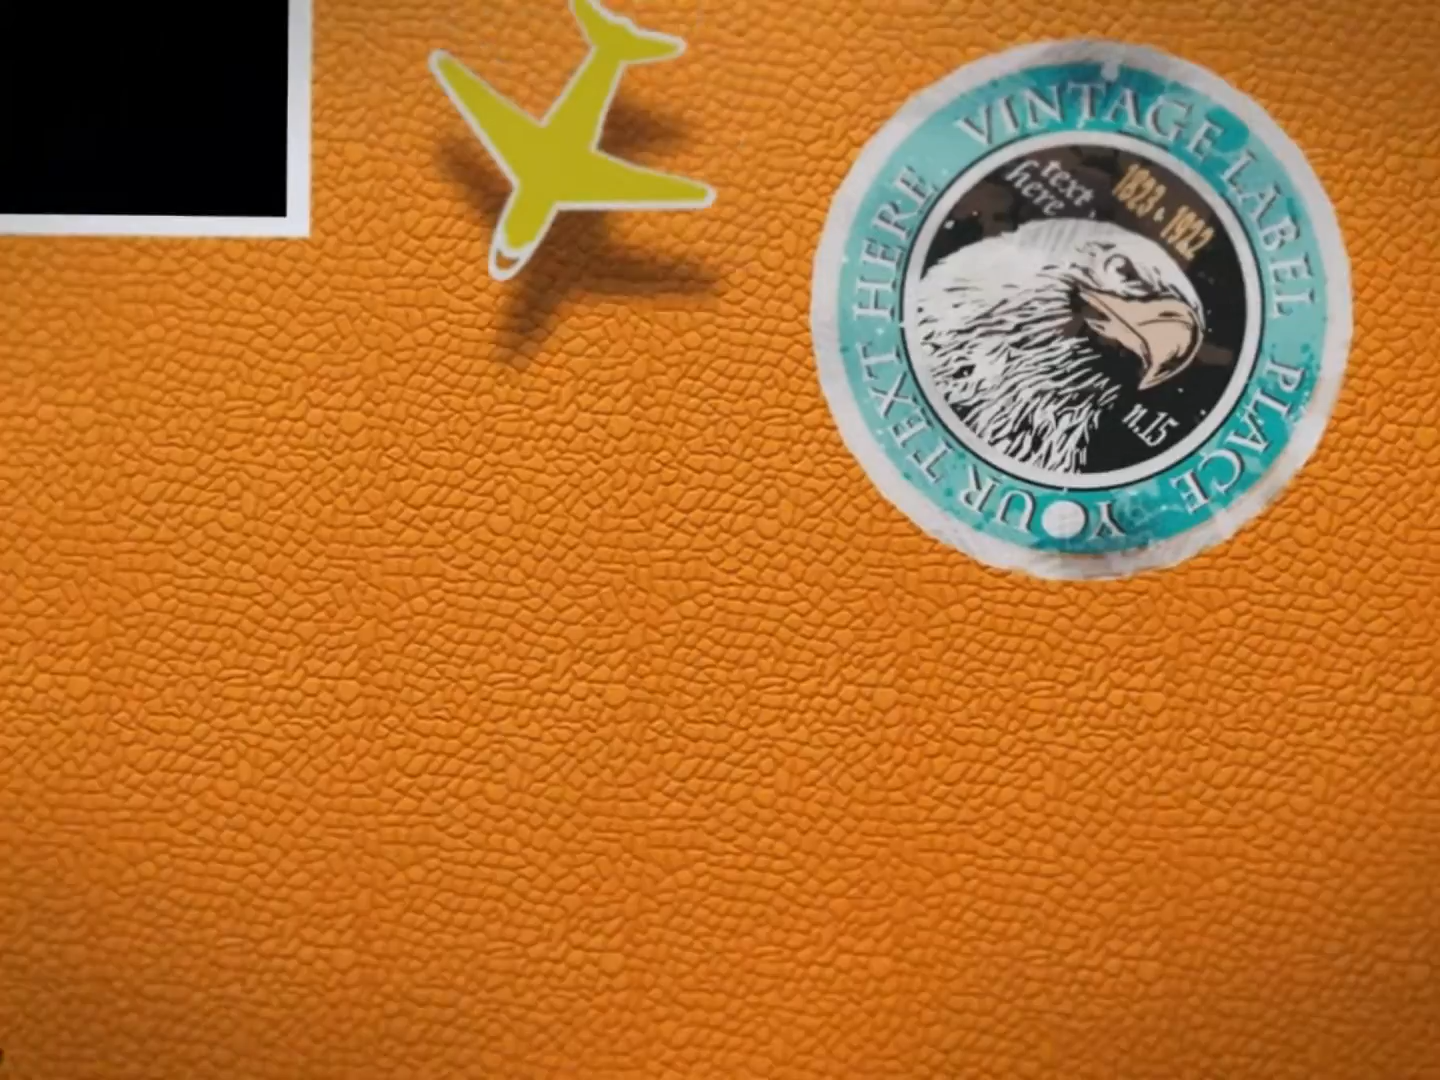 VINTAGE LABEL PLACE YOUR TEXT HERE
text
here
1823 1922
n.15